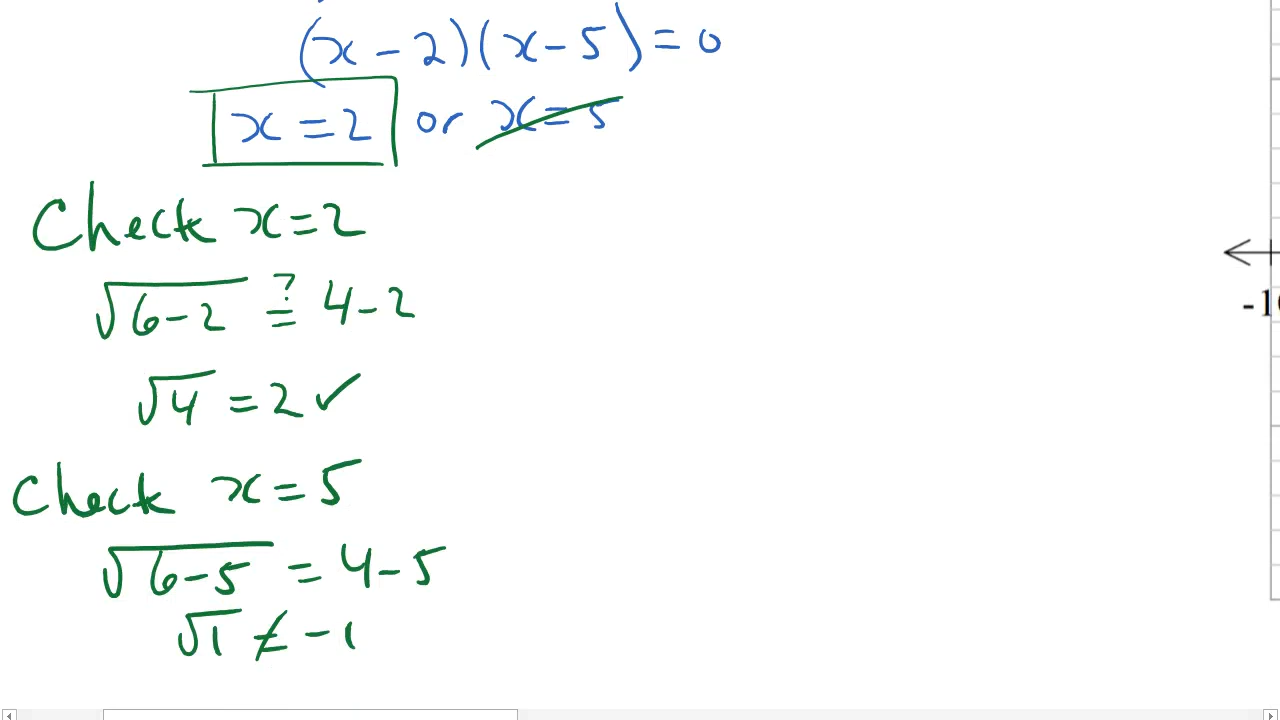 (x - 2)(x - 5) = 0
x = 2 or x = 5
Check x = 2
√(6 - 2) ≟ 4 - 2
√4 = 2 ✓
Check x = 5
√(6 - 5) = 4 - 5
√1 ≠ -1